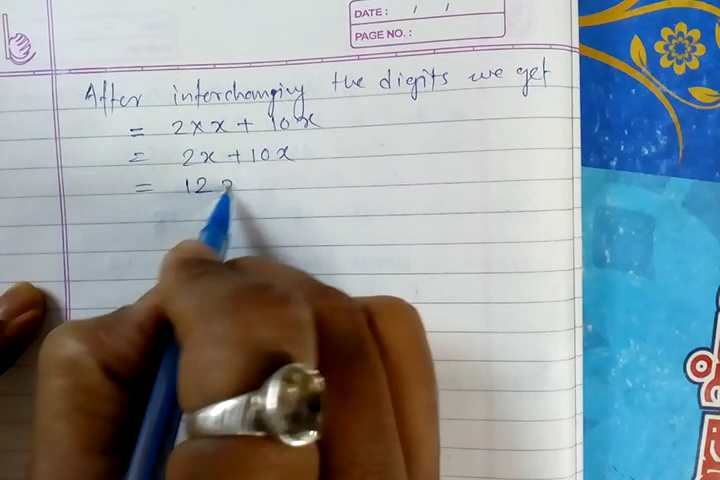 DATE: / /
PAGE NO.:
After interchanging the digits we get
= 2×x + 10x
= 2x + 10x
= 12